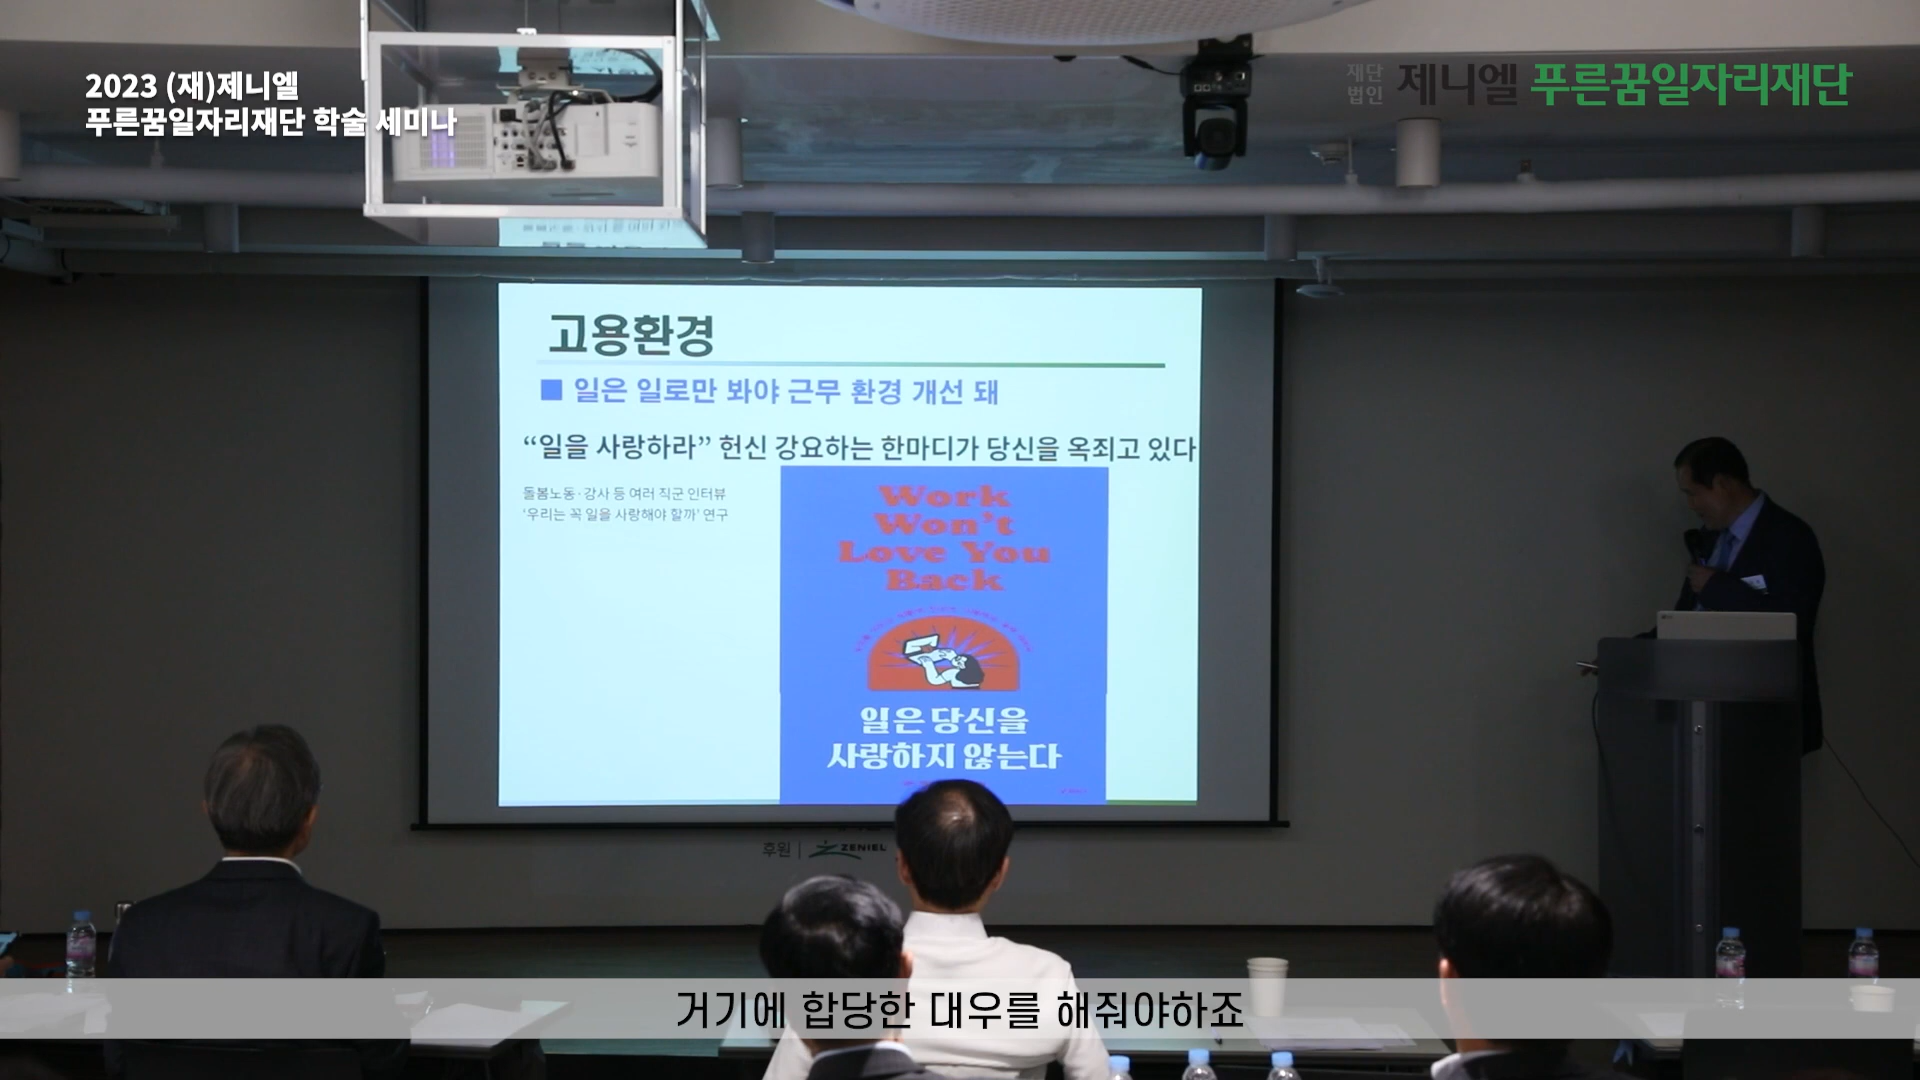 2023 (재)제니엘
푸른꿈일자리재단 학술 세미나
재단
법인
제니엘 푸른꿈일자리재단
고용환경
■ 일은 일로만 봐야 근무 환경 개선 돼
“일을 사랑하라” 헌신 강요하는 한마디가 당신을 옥죄고 있다
돌봄노동·강사 등 여러 직군 인터뷰
‘우리는 꼭 일을 사랑해야 할까’ 연구
Work
Won't
Love You
Back
일은 당신을
사랑하지 않는다
후원 | ZENIEL
거기에 합당한 대우를 해줘야하죠